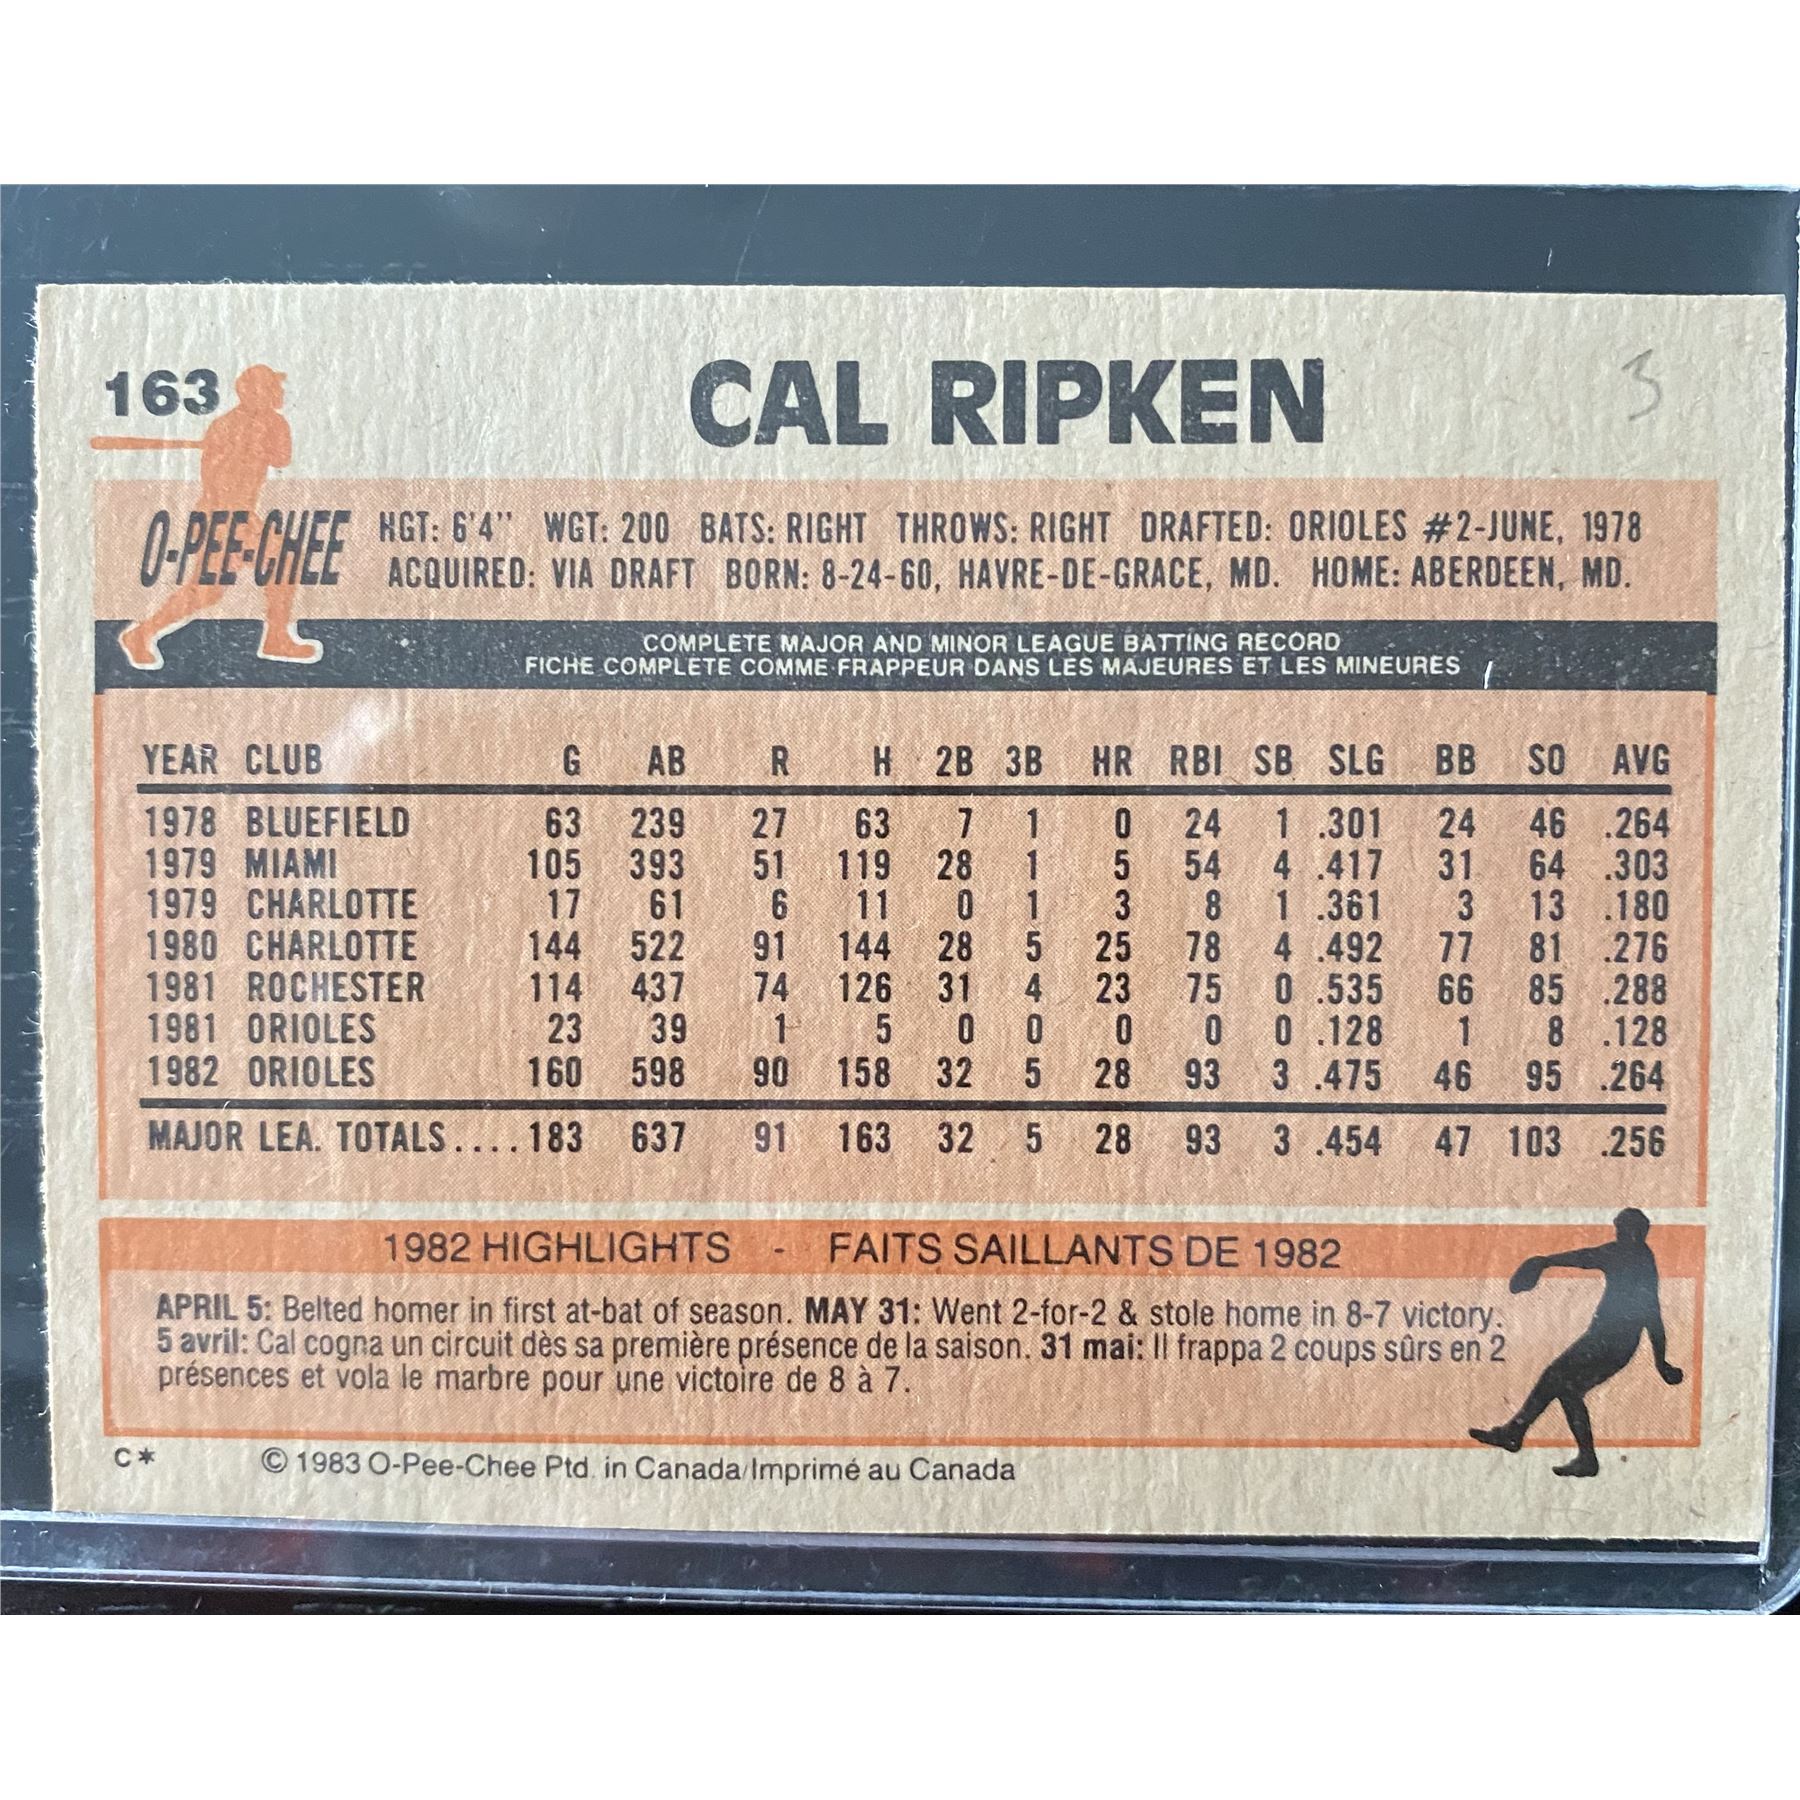 163 CAL RIPKEN 3
O-PEE-CHEE
HGT: 6'4" WGT: 200 BATS: RIGHT THROWS: RIGHT DRAFTED: ORIOLES #2-JUNE, 1978
ACQUIRED: VIA DRAFT BORN: 8-24-60, HAVRE-DE-GRACE, MD. HOME: ABERDEEN, MD.
COMPLETE MAJOR AND MINOR LEAGUE BATTING RECORD
FICHE COMPLETE COMME FRAPPEUR DANS LES MAJEURES ET LES MINEURES
YEAR CLUB G AB R H 2B 3B HR RBI SB SLG BB SO AVG
1978 BLUEFIELD 63 239 27 63 7 1 0 24 1 .301 24 46 .264
1979 MIAMI 105 393 51 119 28 1 5 54 4 .417 31 64 .303
1979 CHARLOTTE 17 61 6 11 0 1 3 8 1 .361 3 13 .180
1980 CHARLOTTE 144 522 91 144 28 5 25 78 4 .492 77 81 .276
1981 ROCHESTER 114 437 74 126 31 4 23 75 0 .535 66 85 .288
1981 ORIOLES 23 39 1 5 0 0 0 0 0 .128 1 8 .128
1982 ORIOLES 160 598 90 158 32 5 28 93 3 .475 46 95 .264
MAJOR LEA. TOTALS.... 183 637 91 163 32 5 28 93 3 .454 47 103 .256
1982 HIGHLIGHTS - FAITS SAILLANTS DE 1982
APRIL 5: Belted homer in first at-bat of season. MAY 31: Went 2-for-2 & stole home in 8-7 victory.
5 avril: Cal cogna un circuit dès sa première présence de la saison. 31 mai: Il frappa 2 coups sûrs en 2
présences et vola le marbre pour une victoire de 8 à 7.
C* © 1983 O-Pee-Chee Ptd. in Canada/Imprimé au Canada